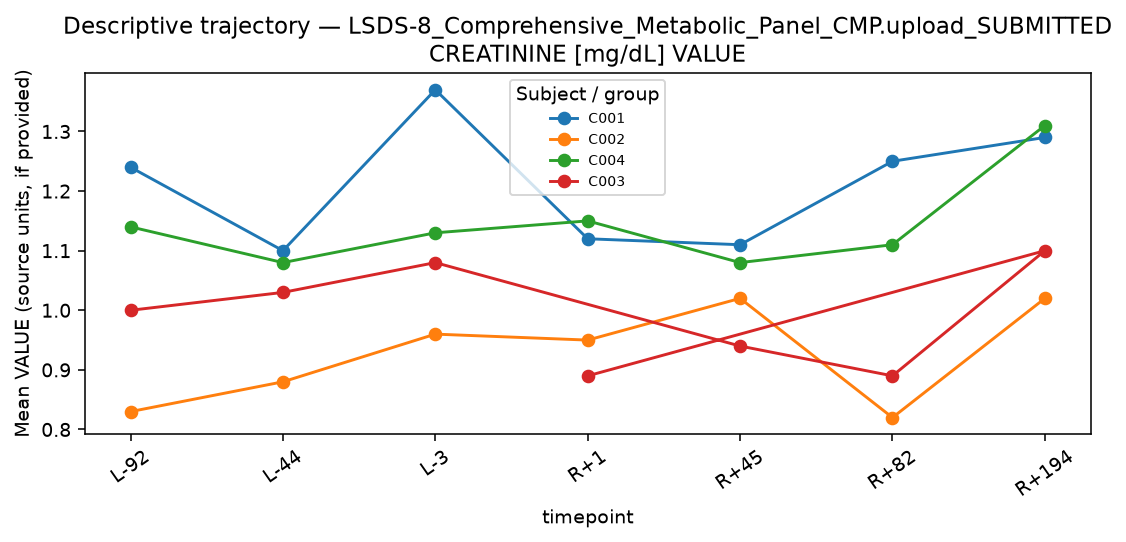 Descriptive trajectory — LSDS-8_Comprehensive_Metabolic_Panel_CMP.upload_SUBMITTED
CREATININE [mg/dL] VALUE
Mean VALUE (source units, if provided)
1.3
1.2
1.1
1.0
0.9
0.8
Subject / group
C001
C002
C004
C003
L-92
L-44
L-3
R+1
R+45
R+82
R+194
timepoint